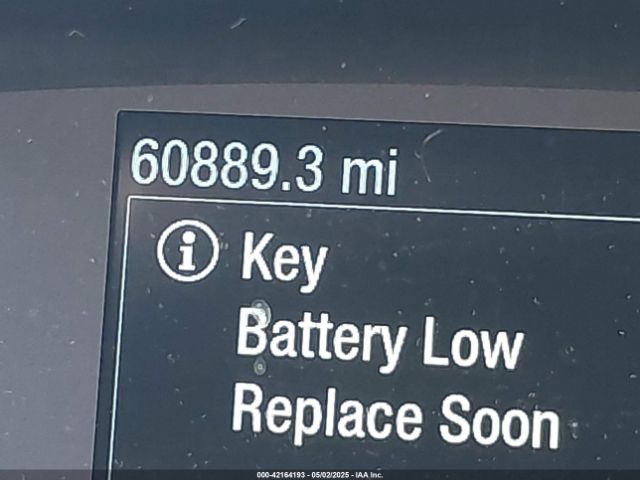 60889.3 mi
i Key
Battery Low
Replace Soon
000-42164193 - 05/02/2025 - IAA Inc.